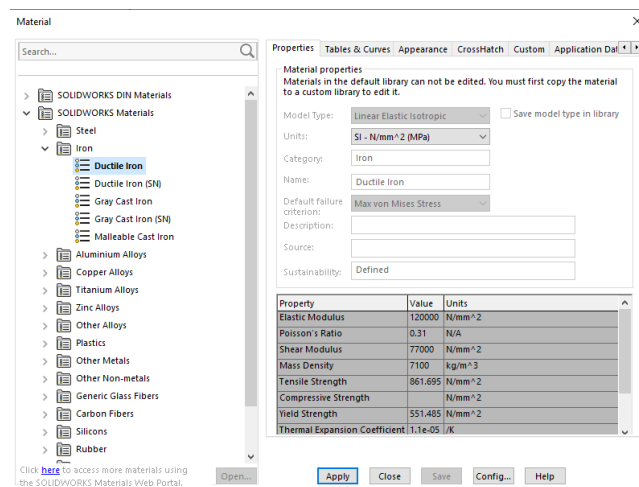 Material
Search...
SOLIDWORKS DIN Materials
SOLIDWORKS Materials
Steel
Iron
Ductile Iron
Ductile Iron (SN)
Gray Cast Iron
Gray Cast Iron (SN)
Malleable Cast Iron
Aluminium Alloys
Copper Alloys
Titanium Alloys
Zinc Alloys
Other Alloys
Plastics
Other Metals
Other Non-metals
Generic Glass Fibers
Carbon Fibers
Silicons
Rubber
Click here to access more materials using
the SOLIDWORKS Materials Web Portal.
Open...
Properties Tables & Curves Appearance CrossHatch Custom Application Dat
Material properties
Materials in the default library can not be edited. You must first copy the material
to a custom library to edit it.
Model Type: Linear Elastic Isotropic Save model type in library
Units: SI - N/mm^2 (MPa)
Category: Iron
Name: Ductile Iron
Default failure
criterion: Max von Mises Stress
Description:
Source:
Sustainability: Defined
Property Value Units
Elastic Modulus 120000 N/mm^2
Poisson's Ratio 0.31 N/A
Shear Modulus 77000 N/mm^2
Mass Density 7100 kg/m^3
Tensile Strength 861.695 N/mm^2
Compressive Strength N/mm^2
Yield Strength 551.485 N/mm^2
Thermal Expansion Coefficient 1.1e-05 /K
Apply Close Save Config... Help